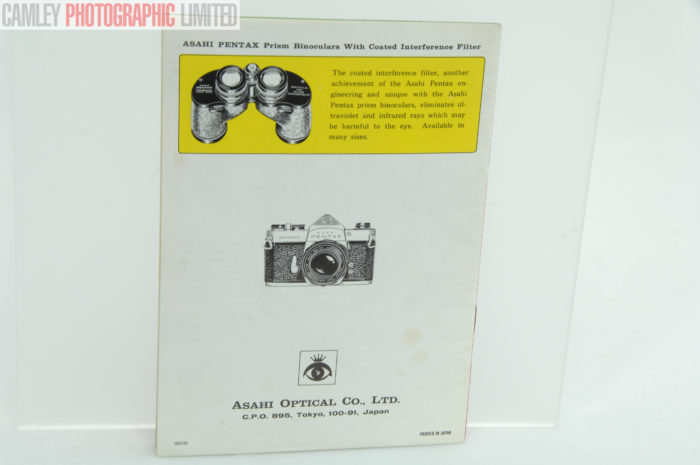 CAMLEY PHOTOGRAPHIC LIMITED
ASAHI PENTAX Prism Binoculars With Coated Interference Filter
The coated interference filter, another
achievement of the Asahi Pentax en-
gineering and unique with the Asahi
Pentax prism binoculars, eliminates ul-
traviolet and infrared rays which may
be harmful to the eye. Available in
many sizes.
ASAHI
PENTAX
ASAHI OPTICAL CO., LTD.
C.P.O. 895, Tokyo, 100-91, Japan
PRINTED IN JAPAN